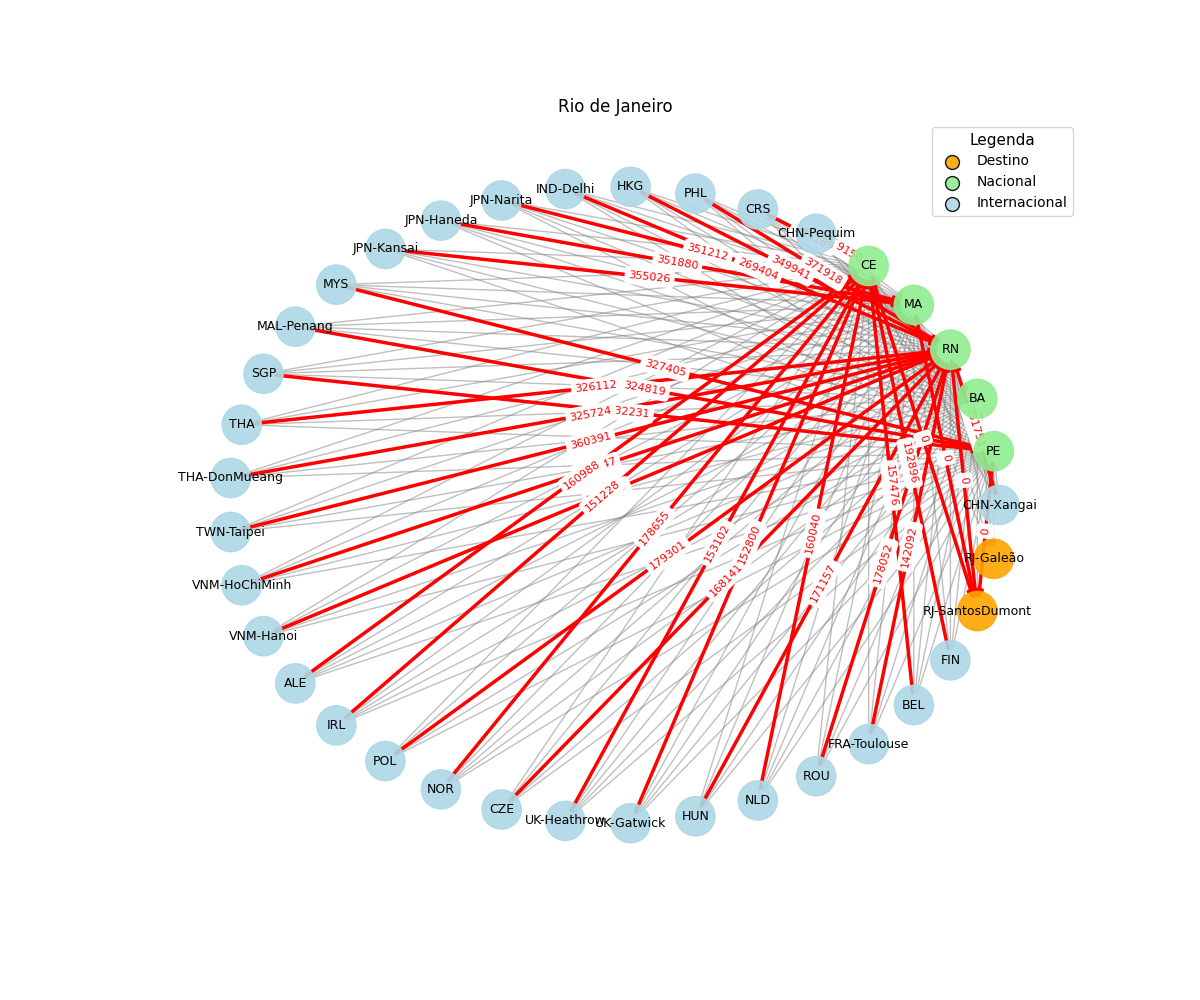 Rio de Janeiro
Legenda
Destino
Nacional
Internacional
HKG
PHL
IND-Delhi
JPN-Narita
CRS
JPN-Haneda
CHN-Pequim
JPN-Kansai
CE
MYS
MA
MAL-Penang
RN
SGP
BA
THA
PE
THA-DonMueang
CHN-Xangai
TWN-Taipei
RJ-Galeão
VNM-HoChiMinh
RJ-SantosDumont
VNM-Hanoi
FIN
ALE
BEL
IRL
FRA-Toulouse
POL
ROU
NOR
NLD
CZE
HUN
UK-Heathrow
UK-Gatwick
351212
351880
355026
269404
349941
371918
327405
326112
324819
325724
360391
160988
151228
178655
179301
153102
152800
168141
160040
171157
178052
142092
157476
192896
0
0
0
0